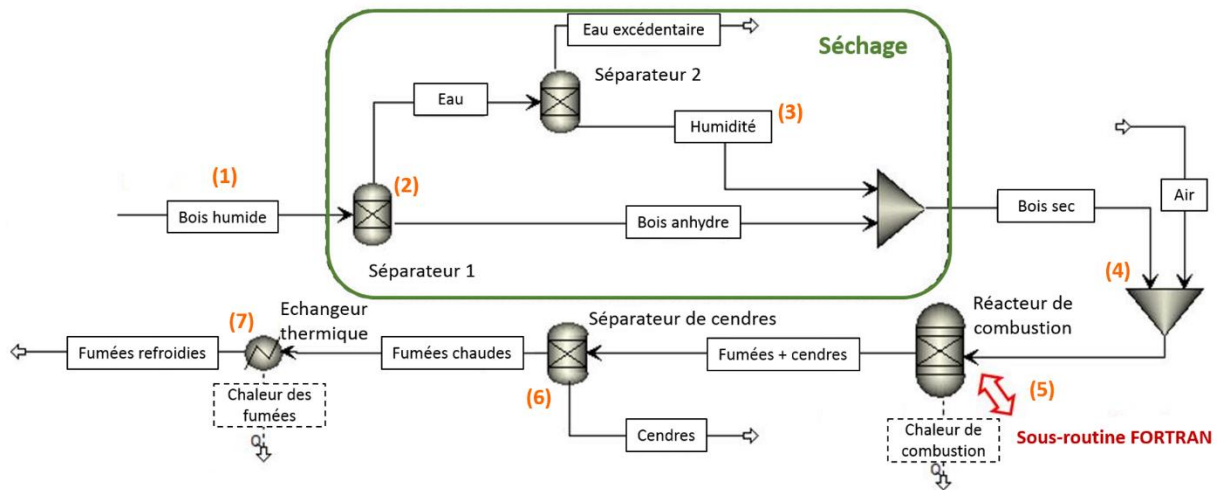 Eau excédentaire
Séchage
Séparateur 2
Eau
Humidité
(3)
(1)
(2)
Air
Bois humide
Bois anhydre
Bois sec
Séparateur 1
(4)
Echangeur
thermique
(7)
Séparateur de cendres
Réacteur de
combustion
Fumées refroidies
Fumées chaudes
Fumées + cendres
Chaleur des
fumées
(6)
(5)
Cendres
Chaleur de
combustion
Sous-routine FORTRAN
Q
Q